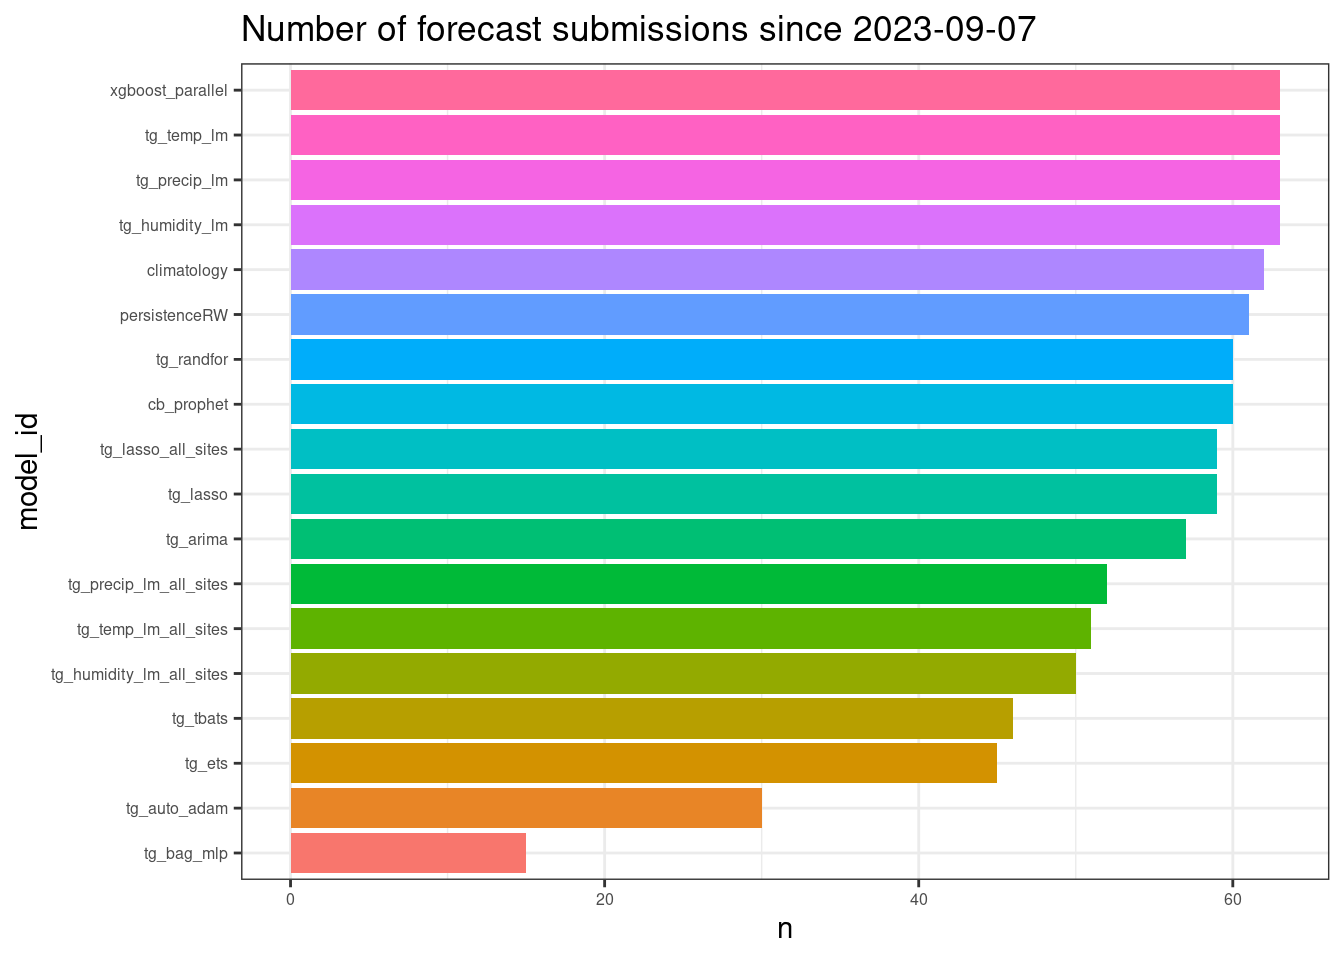 Number of forecast submissions since 2023-09-07
model_id
xgboost_parallel
tg_temp_lm
tg_precip_lm
tg_humidity_lm
climatology
persistenceRW
tg_randfor
cb_prophet
tg_lasso_all_sites
tg_lasso
tg_arima
tg_precip_lm_all_sites
tg_temp_lm_all_sites
tg_humidity_lm_all_sites
tg_tbats
tg_ets
tg_auto_adam
tg_bag_mlp
0 20 40 60
n